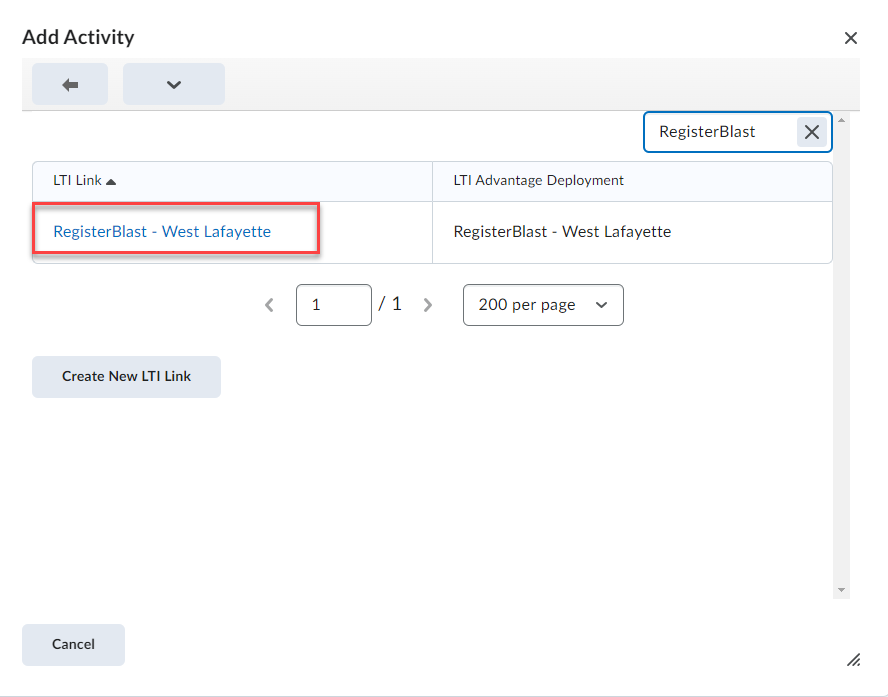 Add Activity
RegisterBlast
LTI Link LTI Advantage Deployment
RegisterBlast - West Lafayette RegisterBlast - West Lafayette
1 / 1 200 per page
Create New LTI Link
Cancel